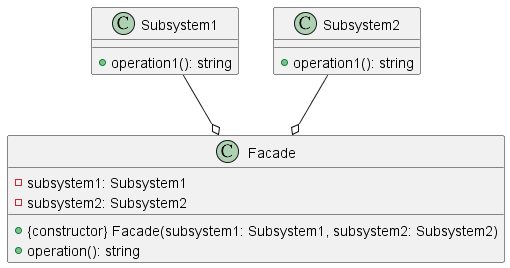 C Subsystem1
operation1(): string
C Subsystem2
operation1(): string
C Facade
subsystem1: Subsystem1
subsystem2: Subsystem2
{constructor} Facade(subsystem1: Subsystem1, subsystem2: Subsystem2)
operation(): string